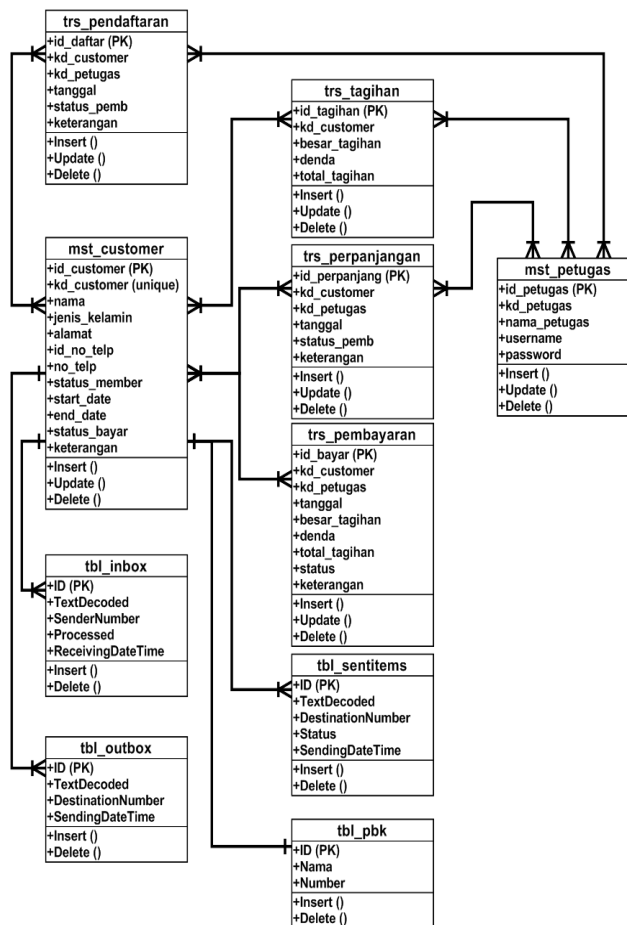 trs_pendaftaran
+id_daftar (PK)
+kd_customer
+kd_petugas
+tanggal
+status_pemb
+keterangan
+Insert ()
+Update ()
+Delete ()
trs_tagihan
+id_tagihan (PK)
+kd_customer
+besar_tagihan
+denda
+total_tagihan
+Insert ()
+Update ()
+Delete ()
mst_customer
+id_customer (PK)
+kd_customer (unique)
+nama
+jenis_kelamin
+alamat
+id_no_telp
+no_telp
+status_member
+start_date
+end_date
+status_bayar
+keterangan
+Insert ()
+Update ()
+Delete ()
trs_perpanjangan
+id_perpanjang (PK)
+kd_customer
+kd_petugas
+tanggal
+status_pemb
+keterangan
+Insert ()
+Update ()
+Delete ()
mst_petugas
+id_petugas (PK)
+kd_petugas
+nama_petugas
+username
+password
+Insert ()
+Update ()
+Delete ()
trs_pembayaran
+id_bayar (PK)
+kd_customer
+kd_petugas
+tanggal
+besar_tagihan
+denda
+total_tagihan
+status
+keterangan
+Insert ()
+Update ()
+Delete ()
tbl_inbox
+ID (PK)
+TextDecoded
+SenderNumber
+Processed
+ReceivingDateTime
+Insert ()
+Delete ()
tbl_sentitems
+ID (PK)
+TextDecoded
+DestinationNumber
+Status
+SendingDateTime
+Insert ()
+Delete ()
tbl_outbox
+ID (PK)
+TextDecoded
+DestinationNumber
+SendingDateTime
+Insert ()
+Delete ()
tbl_pbk
+ID (PK)
+Nama
+Number
+Insert ()
+Delete ()